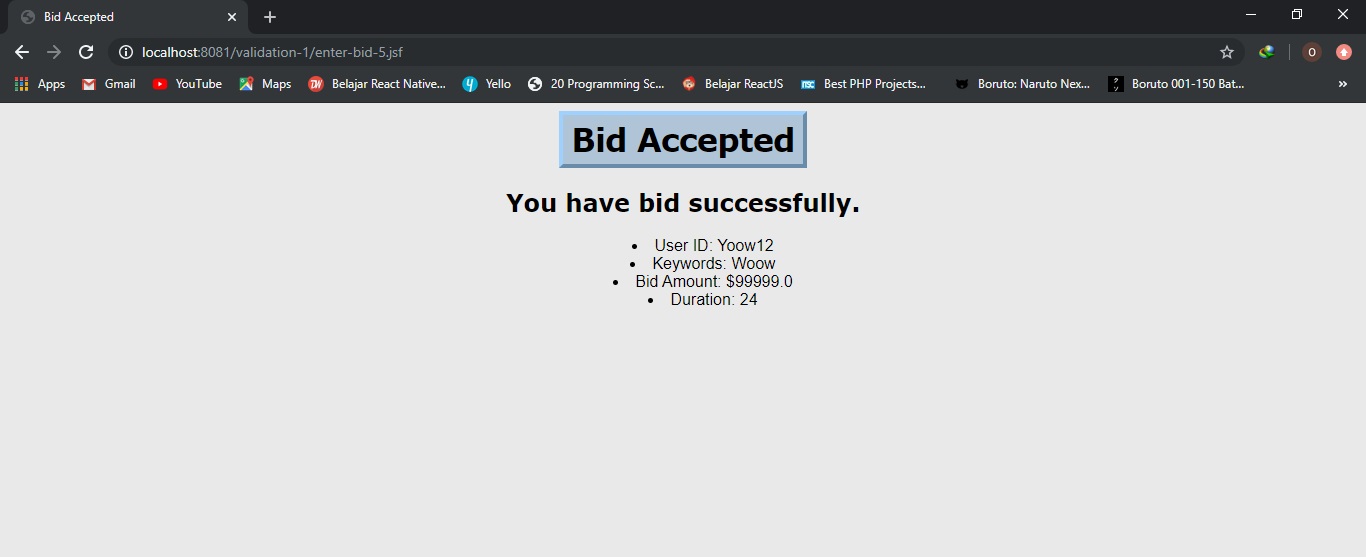 Bid Accepted
localhost:8081/validation-1/enter-bid-5.jsf
O
Apps Gmail YouTube Maps Belajar React Native... Yello 20 Programming Sc... Belajar ReactJS Best PHP Projects... Boruto: Naruto Nex... Boruto 001-150 Bat... »
Bid Accepted
You have bid successfully.
• User ID: Yoow12
• Keywords: Woow
• Bid Amount: $99999.0
• Duration: 24